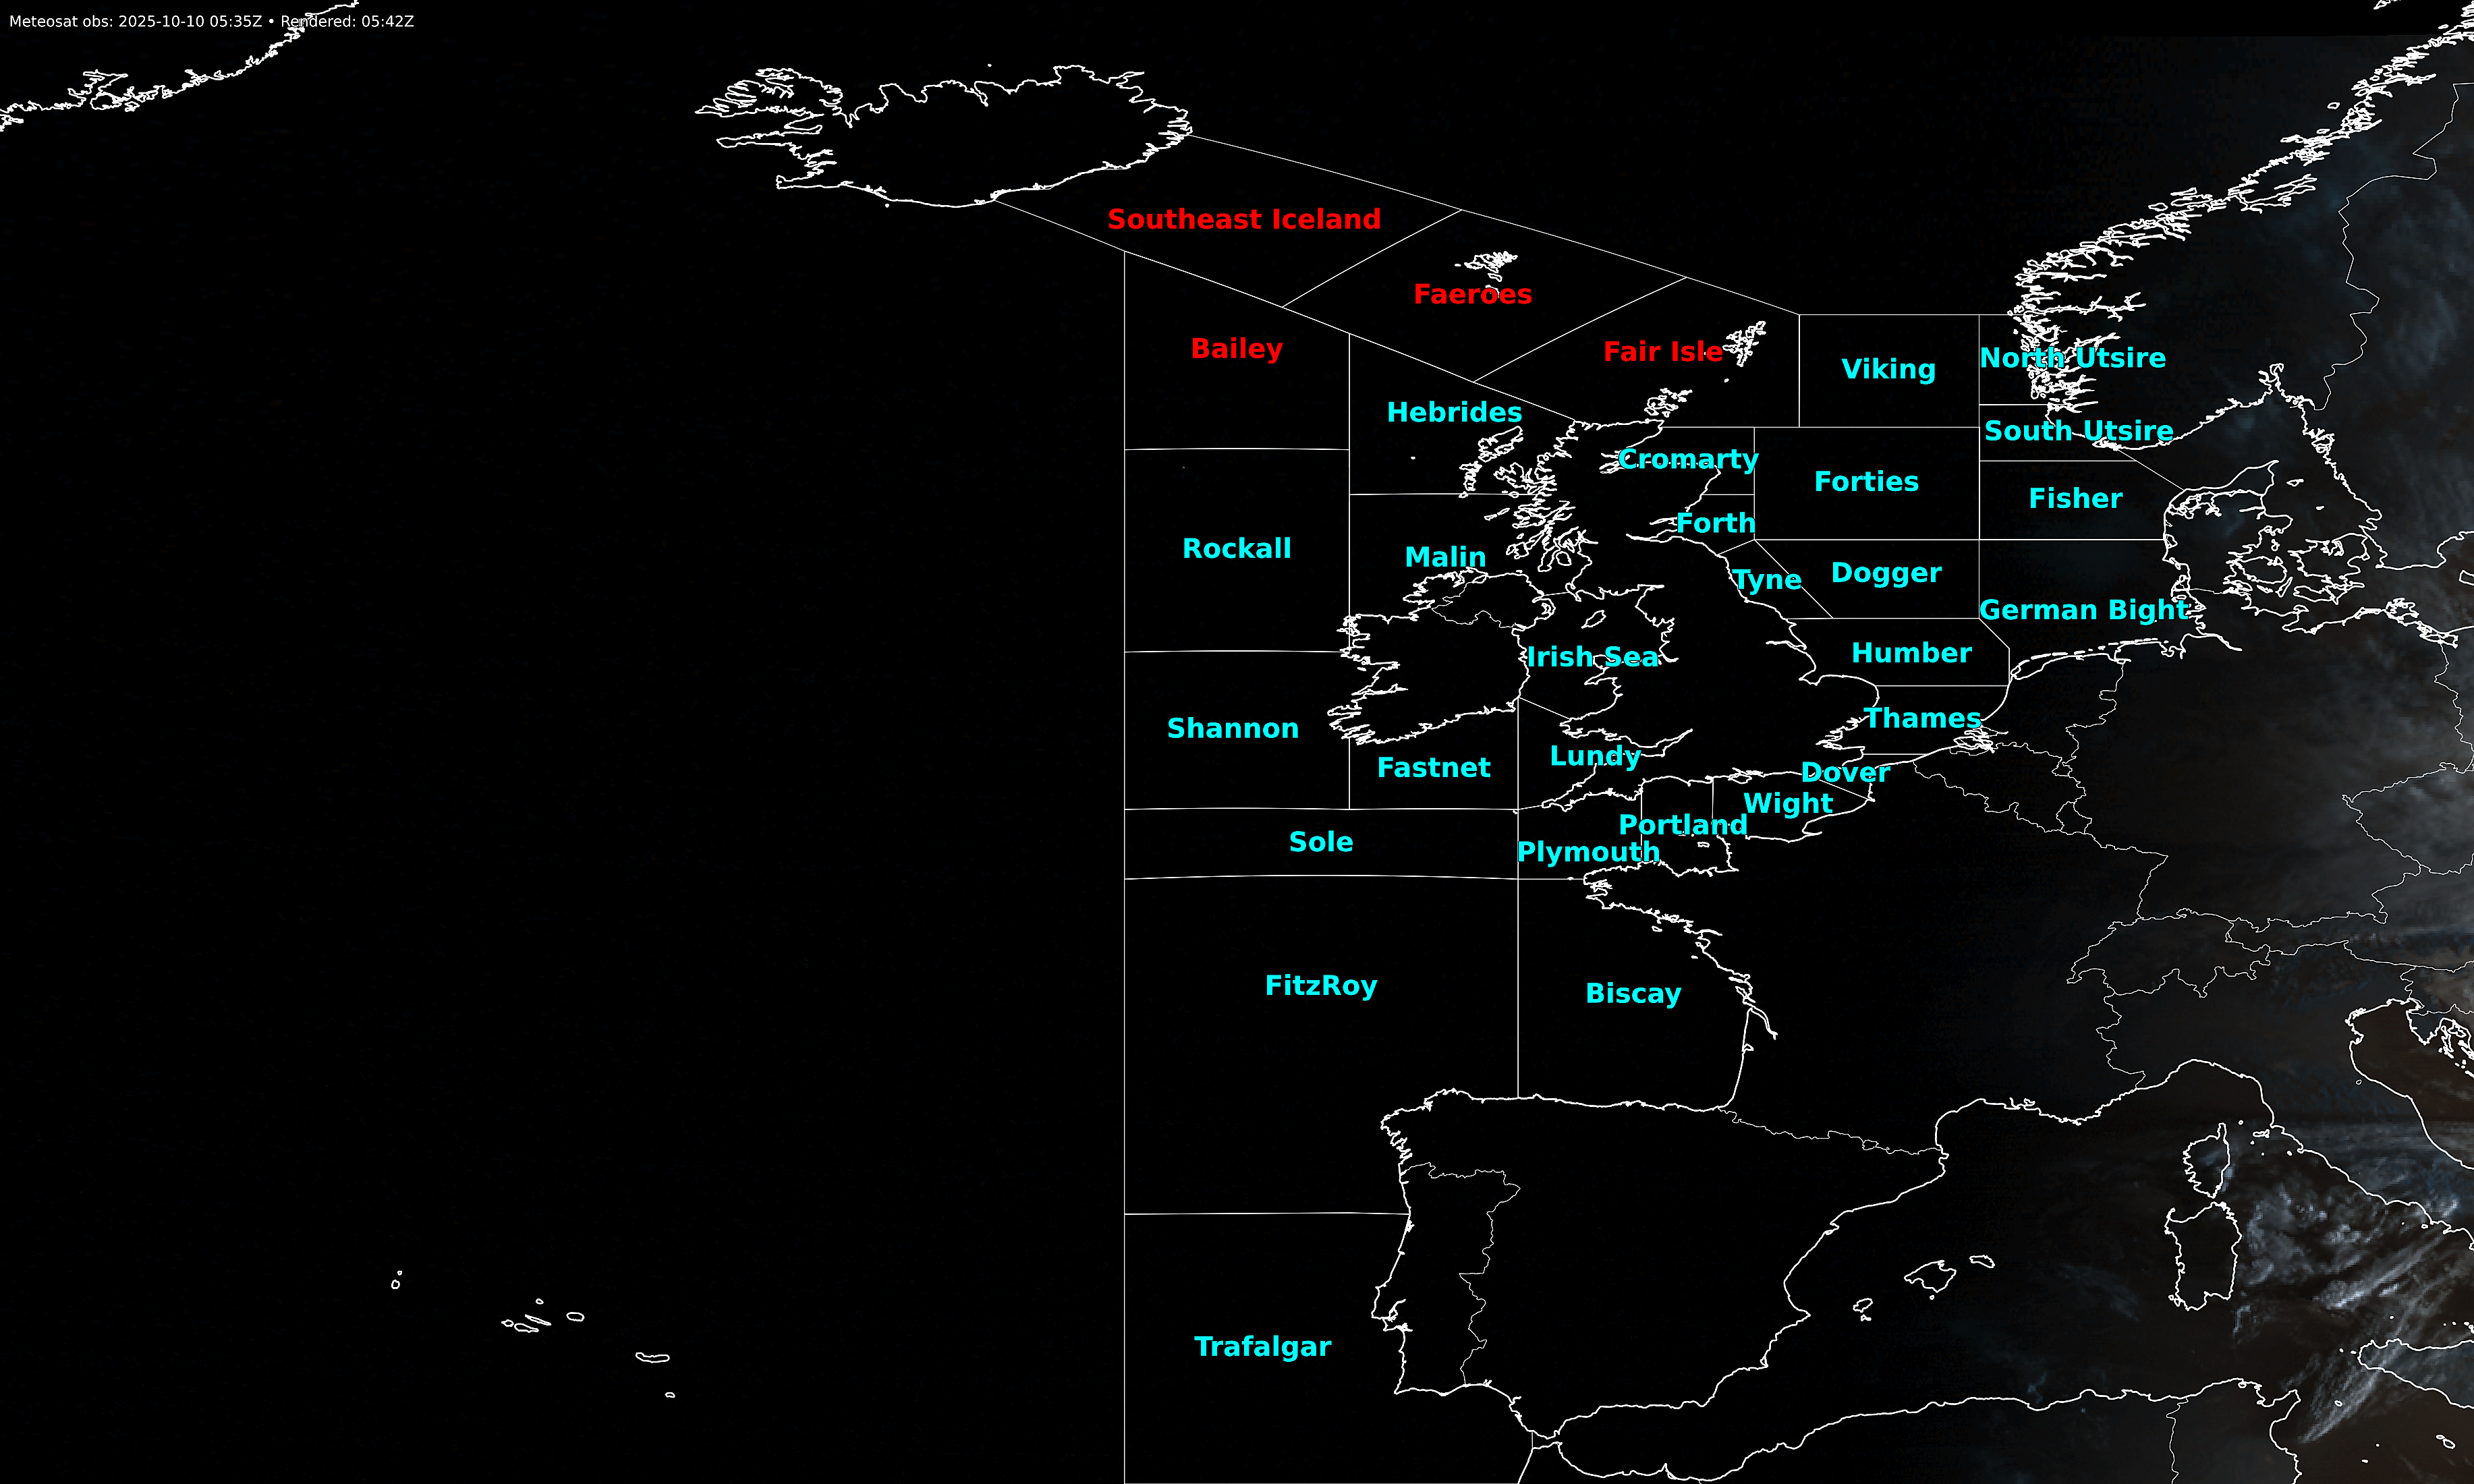 Meteosat obs: 2025-10-10 05:35Z • Rendered: 05:42Z
Southeast Iceland
Faeroes
Bailey
Fair Isle
Viking
North Utsire
Hebrides
South Utsire
Cromarty
Forties
Fisher
Forth
Rockall
Malin
Tyne
Dogger
German Bight
Irish Sea
Humber
Shannon
Thames
Fastnet
Lundy
Dover
Wight
Portland
Sole
Plymouth
FitzRoy
Biscay
Trafalgar